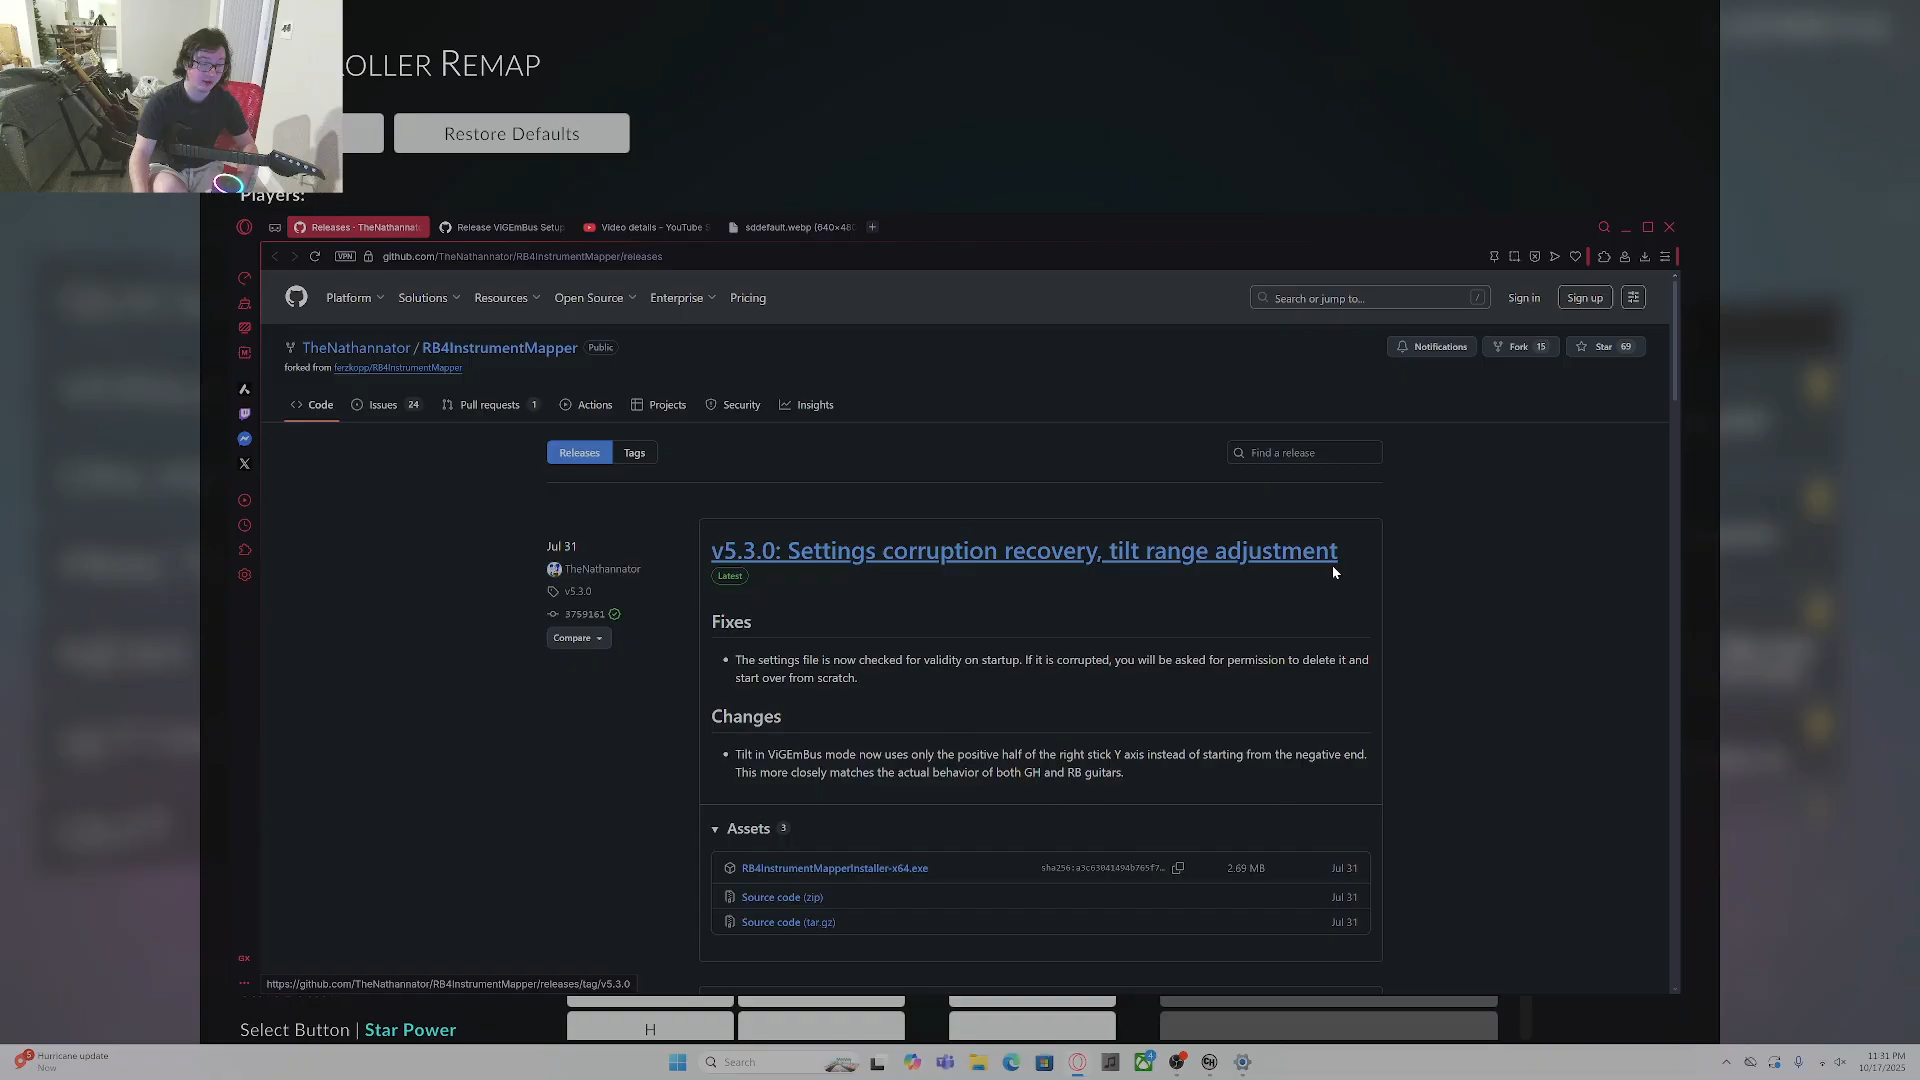 OLLER REMAP
Restore Defaults
Players:
Releases · TheNathannat
Release ViGEmBus Setup
Video details - YouTube S
sddefault.webp (640×480
VPN
github.com/TheNathannator/RB4InstrumentMapper/releases
Platform
Solutions
Resources
Open Source
Enterprise
Pricing
Search or jump to...
/
Sign in
Sign up
TheNathannator / RB4InstrumentMapper
Public
Notifications
Fork 15
Star 69
forked from ferzkopp/RB4InstrumentMapper
Code
Issues 24
Pull requests 1
Actions
Projects
Security
Insights
Releases
Tags
Find a release
Jul 31
TheNathannator
v5.3.0
3759161
Compare
v5.3.0: Settings corruption recovery, tilt range adjustment
Latest
Fixes
• The settings file is now checked for validity on startup. If it is corrupted, you will be asked for permission to delete it and
start over from scratch.
Changes
• Tilt in ViGEmBus mode now uses only the positive half of the right stick Y axis instead of starting from the negative end.
This more closely matches the actual behavior of both GH and RB guitars.
Assets 3
RB4InstrumentMapperInstaller-x64.exe
sha256:a3c63041494b765f7...
2.69 MB
Jul 31
Source code (zip)
Jul 31
Source code (tar.gz)
Jul 31
GX
https://github.com/TheNathannator/RB4InstrumentMapper/releases/tag/v5.3.0
Select Button | Star Power
H
5
Hurricane update
Now
Search
4
CH
11:31 PM
10/17/2025